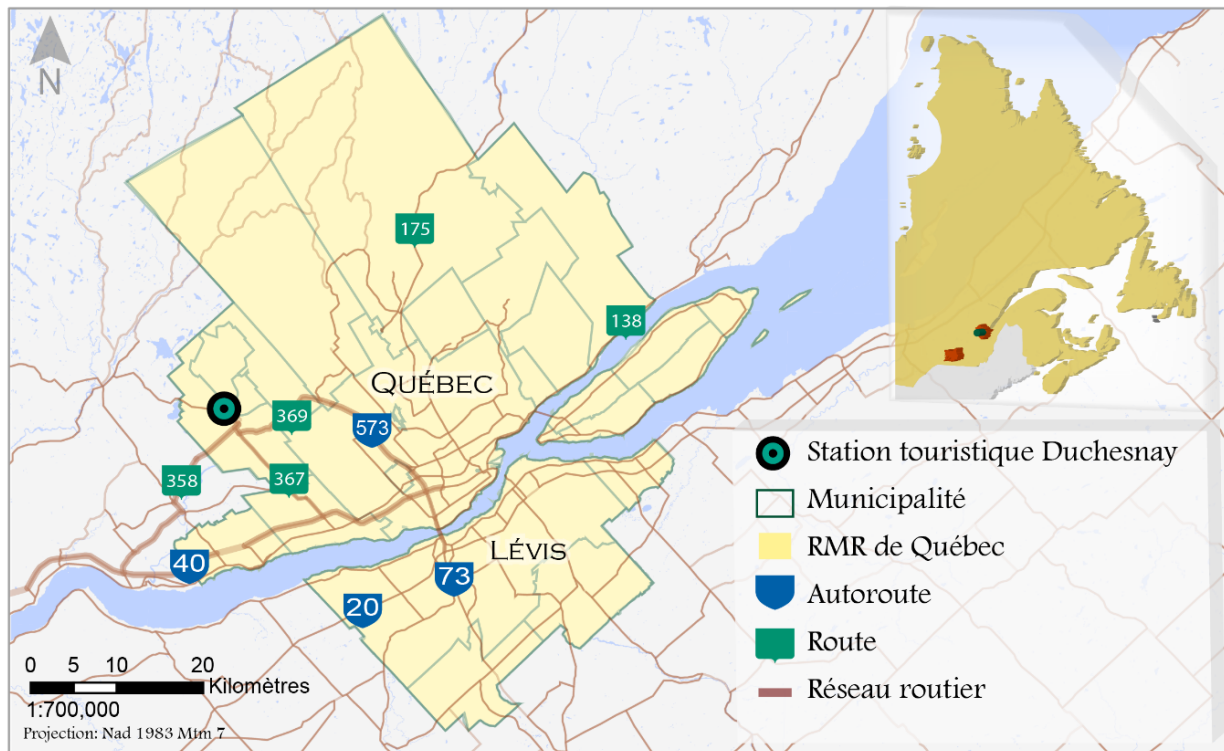 N
175
138
QUÉBEC
369
573
358
367
LÉVIS
40
73
20
Station touristique Duchesnay
Municipalité
RMR de Québec
Autoroute
Route
Réseau routier
0 5 10 20
Kilomètres
1:700,000
Projection: Nad 1983 Mtm 7